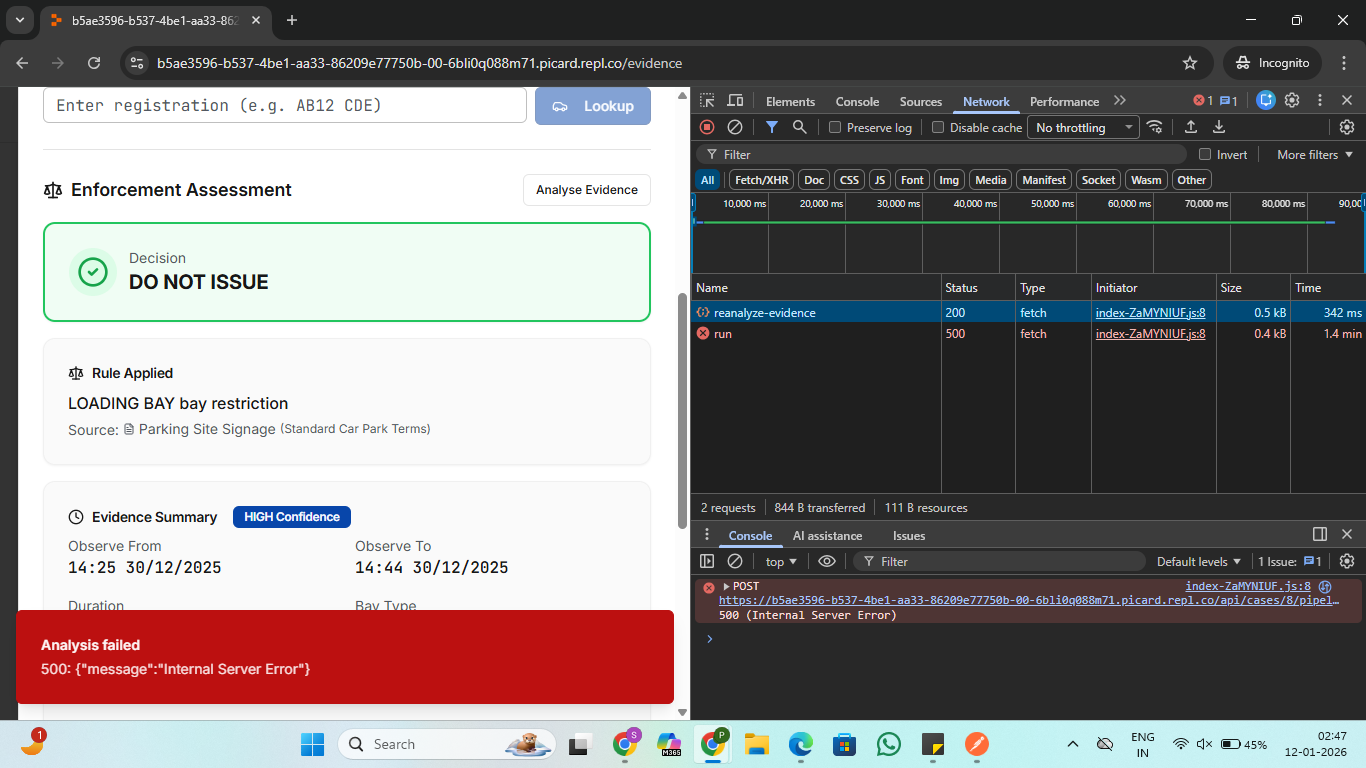 b5ae3596-b537-4be1-aa33-862
b5ae3596-b537-4be1-aa33-86209e77750b-00-6bli0q088m71.picard.repl.co/evidence
Incognito
Enter registration (e.g. AB12 CDE)
Lookup
Enforcement Assessment
Analyse Evidence
Decision
DO NOT ISSUE
Rule Applied
LOADING BAY bay restriction
Source: Parking Site Signage (Standard Car Park Terms)
Evidence Summary HIGH Confidence
Observe From Observe To
14:25 30/12/2025 14:44 30/12/2025
Duration Bay Type
Analysis failed
500: {"message":"Internal Server Error"}
Elements Console Sources Network Performance 1 1
Preserve log Disable cache No throttling
Filter Invert More filters
All Fetch/XHR Doc CSS JS Font Img Media Manifest Socket Wasm Other
10,000 ms 20,000 ms 30,000 ms 40,000 ms 50,000 ms 60,000 ms 70,000 ms 80,000 ms 90,00
Name Status Type Initiator Size Time
reanalyze-evidence 200 fetch index-ZaMYNIUF.js:8 0.5 kB 342 ms
run 500 fetch index-ZaMYNIUF.js:8 0.4 kB 1.4 min
2 requests 844 B transferred 111 B resources
Console AI assistance Issues
top Filter Default levels 1 Issue: 1
POST index-ZaMYNIUF.js:8
https://b5ae3596-b537-4be1-aa33-86209e77750b-00-6bli0q088m71.picard.repl.co/api/cases/8/pipel…
500 (Internal Server Error)
1
Search
M365
S
P
ENG
IN
45%
02:47
12-01-2026